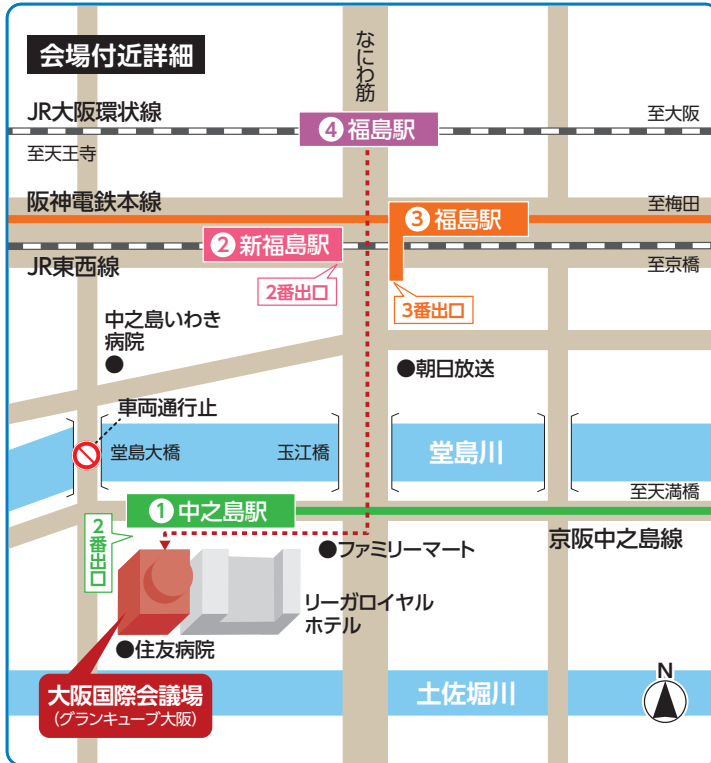 会場付近詳細
なにわ筋
JR大阪環状線
④福島駅
至大阪
至天王寺
阪神電鉄本線
③福島駅
至梅田
②新福島駅
JR東西線
至京橋
2番出口
3番出口
中之島いわき
病院
●朝日放送
車両通行止
堂島大橋
玉江橋
堂島川
至天満橋
①中之島駅
2番出口
京阪中之島線
●ファミリーマート
リーガロイヤル
ホテル
●住友病院
大阪国際会議場
(グランキューブ大阪)
土佐堀川
N